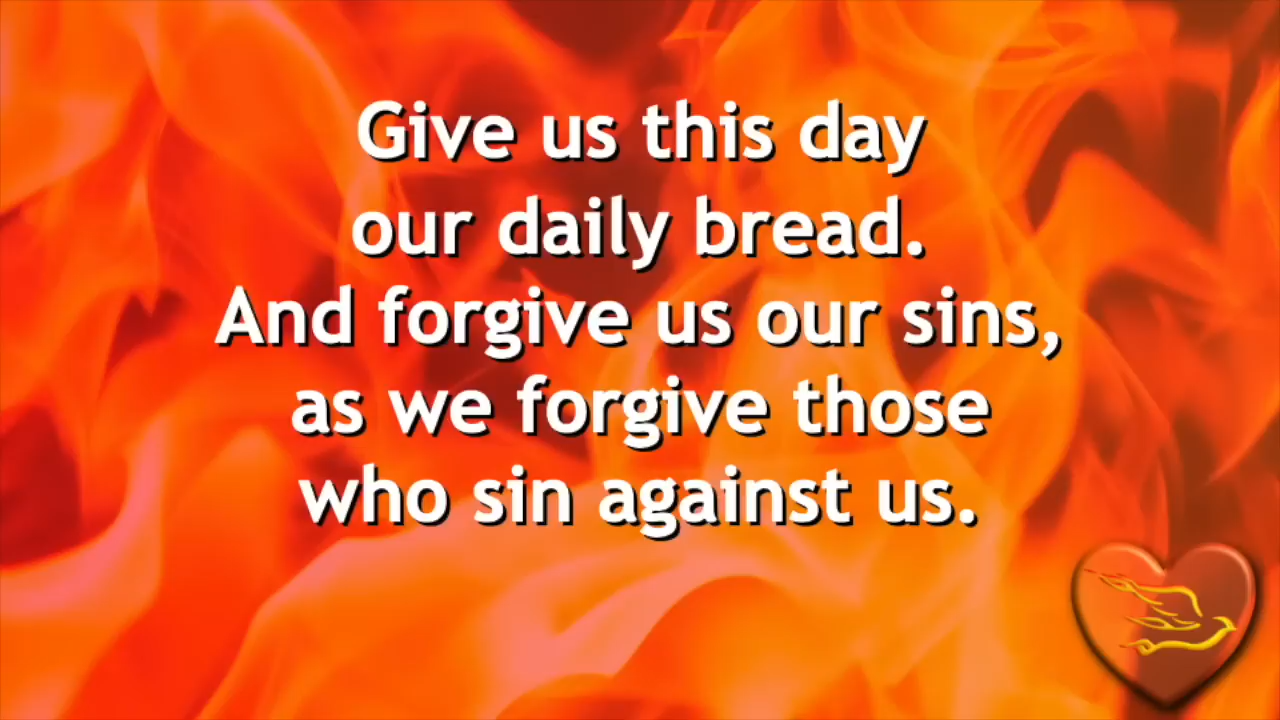 Give us this day
our daily bread.
And forgive us our sins,
as we forgive those
who sin against us.